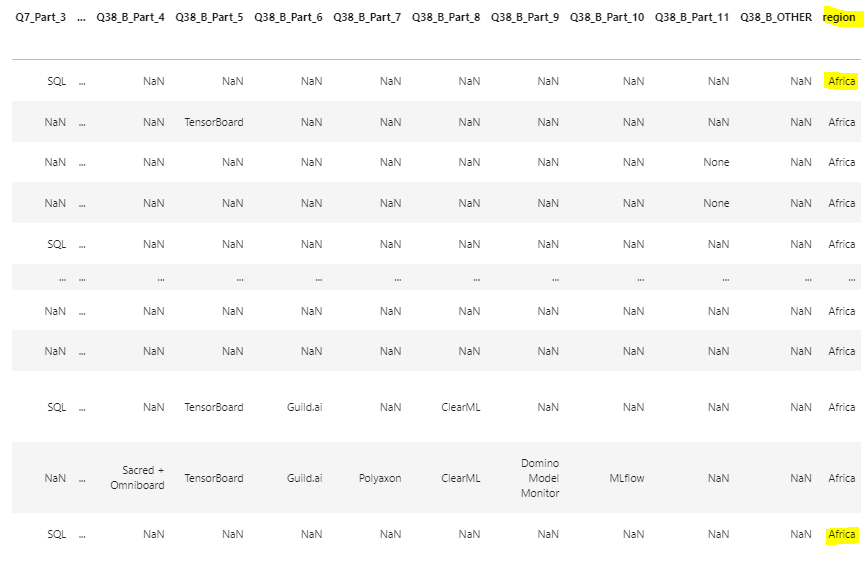 Q7_Part_3 ... Q38_B_Part_4 Q38_B_Part_5 Q38_B_Part_6 Q38_B_Part_7 Q38_B_Part_8 Q38_B_Part_9 Q38_B_Part_10 Q38_B_Part_11 Q38_B_OTHER region
SQL ... NaN NaN NaN NaN NaN NaN NaN NaN NaN Africa
NaN ... NaN TensorBoard NaN NaN NaN NaN NaN NaN NaN Africa
NaN ... NaN NaN NaN NaN NaN NaN NaN None NaN Africa
NaN ... NaN NaN NaN NaN NaN NaN NaN None NaN Africa
SQL ... NaN NaN NaN NaN NaN NaN NaN NaN NaN Africa
... ... ... ... ... ... ... ... ... ... ... ...
NaN ... NaN NaN NaN NaN NaN NaN NaN NaN NaN Africa
NaN ... NaN NaN NaN NaN NaN NaN NaN NaN NaN Africa
SQL ... NaN TensorBoard Guild.ai NaN ClearML NaN NaN NaN NaN Africa
NaN ... Sacred + Omniboard TensorBoard Guild.ai Polyaxon ClearML Domino Model Monitor MLflow NaN NaN Africa
SQL ... NaN NaN NaN NaN NaN NaN NaN NaN NaN Africa